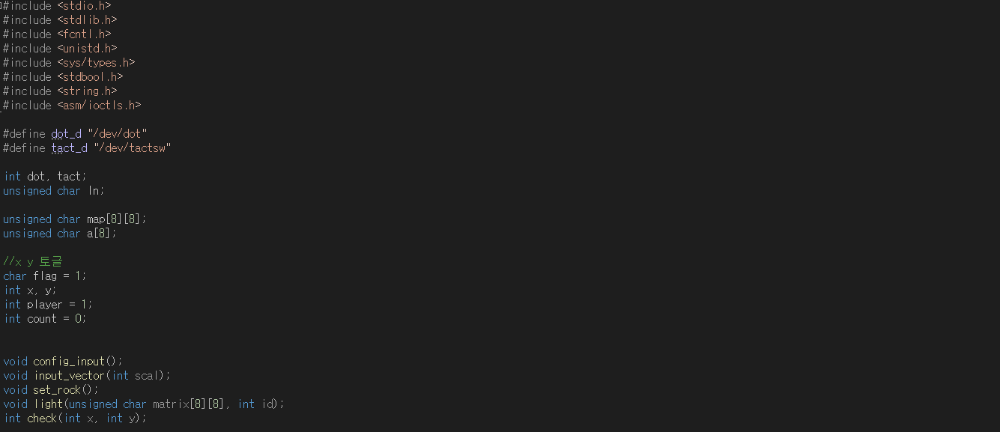 #include <stdio.h>
#include <stdlib.h>
#include <fcntl.h>
#include <unistd.h>
#include <sys/types.h>
#include <stdbool.h>
#include <string.h>
#include <asm/ioctls.h>
#define dot_d "/dev/dot"
#define tact_d "/dev/tactsw"
int dot, tact;
unsigned char In;
unsigned char map[8][8];
unsigned char a[8];
//x y 토글
char flag = 1;
int x, y;
int player = 1;
int count = 0;
void config_input();
void input_vector(int scal);
void set_rock();
void light(unsigned char matrix[8][8], int id);
int check(int x, int y);